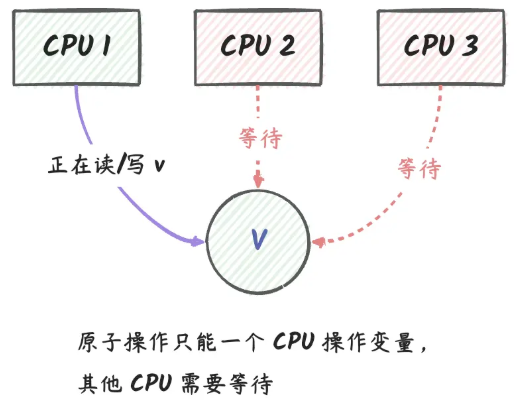 CPU 1
CPU 2
CPU 3
等待
正在读/写 v
等待
V
原子操作只能一个 CPU 操作变量,
其他 CPU 需要等待